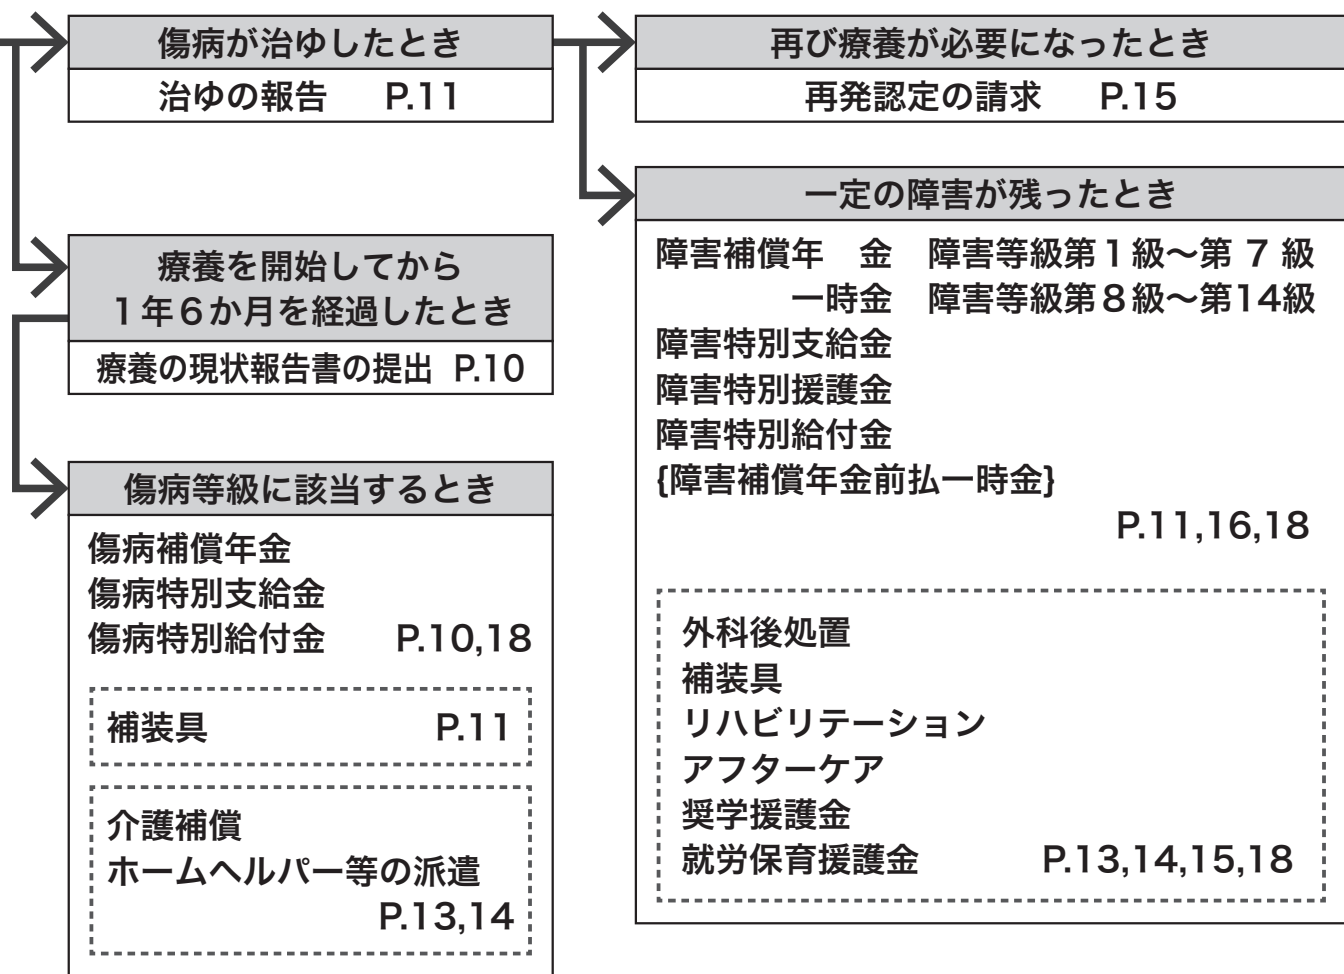 傷病が治ゆしたとき
治ゆの報告 P.11
療養を開始してから
1年6か月を経過したとき
療養の現状報告書の提出 P.10
傷病等級に該当するとき
傷病補償年金
傷病特別支給金
傷病特別給付金 P.10,18
補装具 P.11
介護補償
ホームヘルパー等の派遣
P.13,14
再び療養が必要になったとき
再発認定の請求 P.15
一定の障害が残ったとき
障害補償年 金 障害等級第1級〜第 7 級
一時金 障害等級第8級〜第14級
障害特別支給金
障害特別援護金
障害特別給付金
{障害補償年金前払一時金}
P.11,16,18
外科後処置
補装具
リハビリテーション
アフターケア
奨学援護金
就労保育援護金 P.13,14,15,18